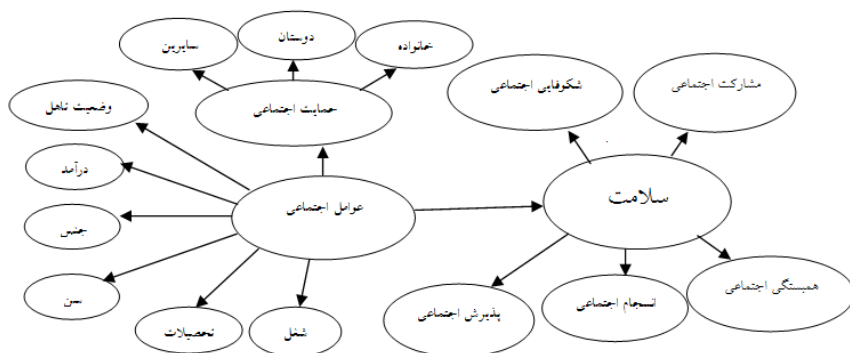 خانواده
دوستان
سایرین
حمایت اجتماعی
مشارکت اجتماعی
شکوفایی اجتماعی
وضعیت تاهل
درآمد
جنس
سن
تحصیلات
شغل
عوامل اجتماعی
سلامت
همبستگی اجتماعی
انسجام اجتماعی
پذیرش اجتماعی